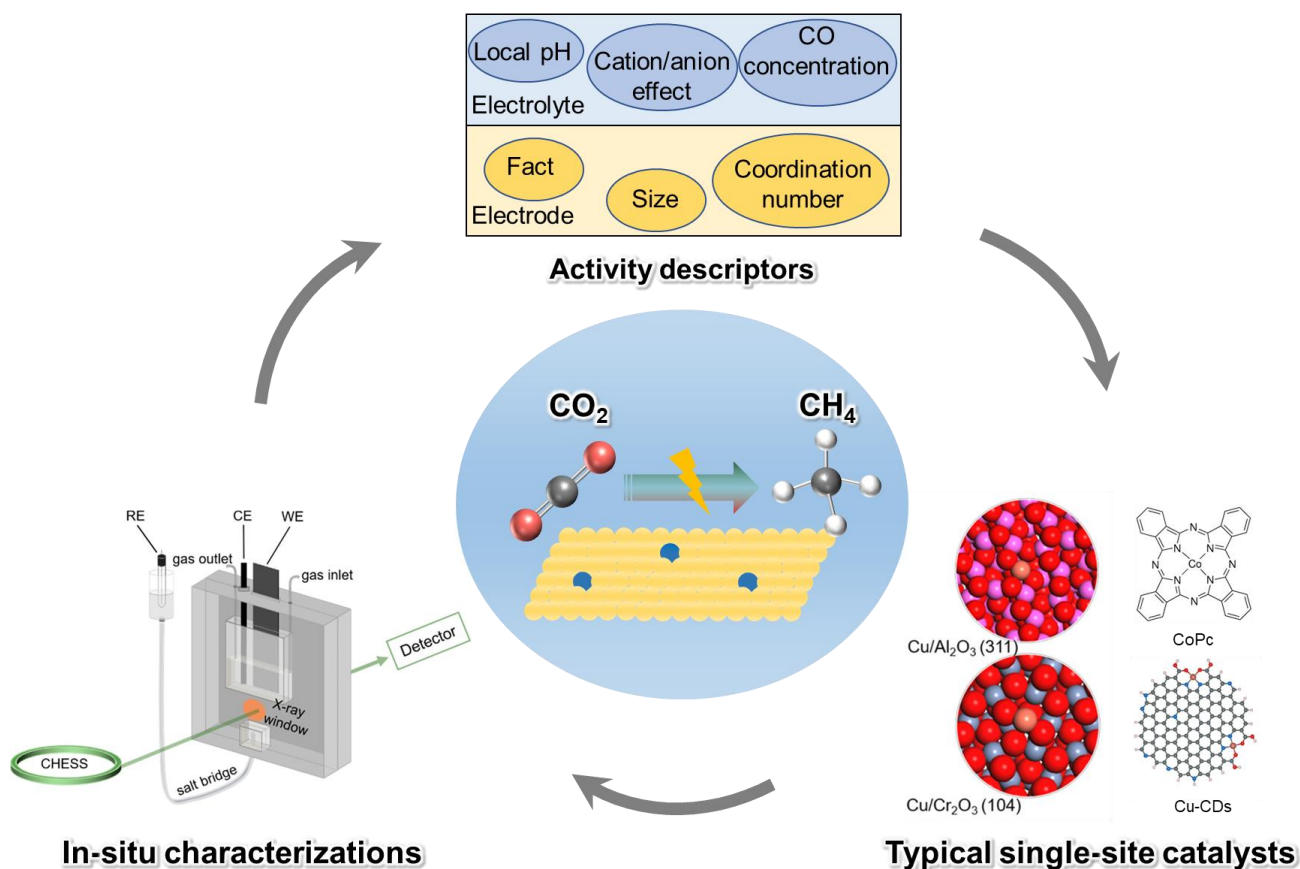 Local pH
Cation/anion
effect
CO
concentration
Electrolyte
Fact
Size
Coordination
number
Electrode
Activity descriptors
CO₂
CH₄
RE
CE
WE
gas outlet
gas inlet
Detector
X-ray
window
CHESS
salt bridge
In-situ characterizations
Cu/Al₂O₃ (311)
N
N
N
N
N
Co
N
N
N
CoPc
Cu/Cr₂O₃ (104)
Cu-CDs
Typical single-site catalysts